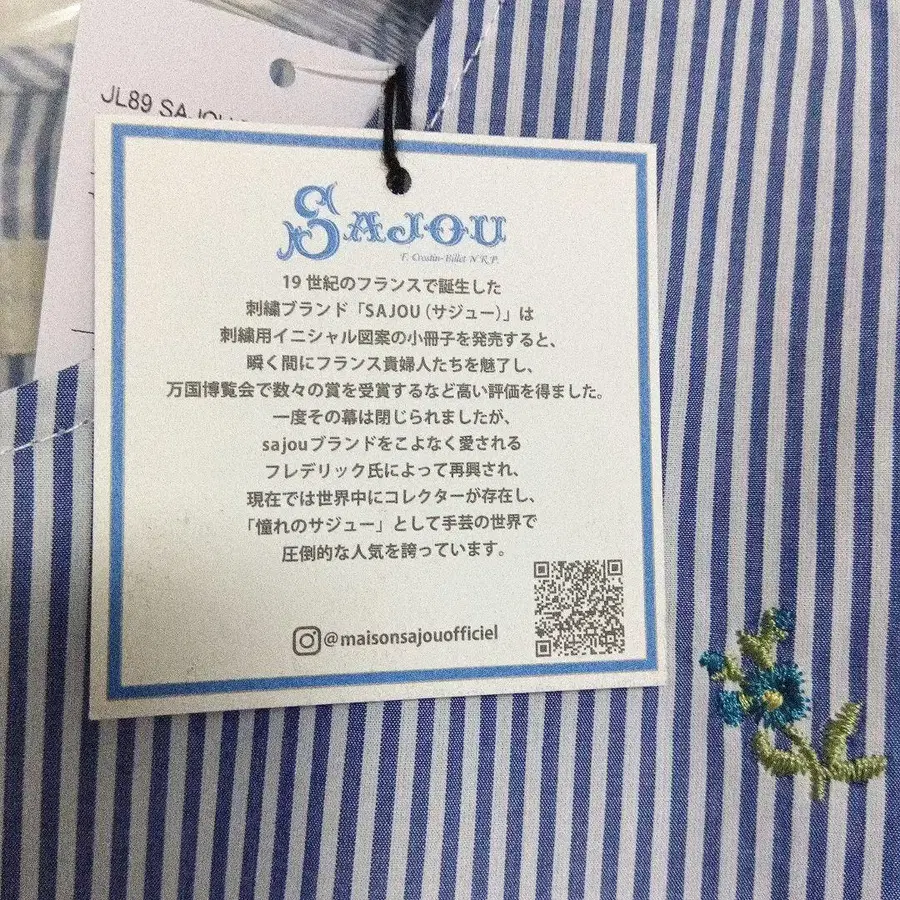 JL89 SAJOU
SAJOU
F. Crestin-Billet N.R.P.
19 世紀のフランスで誕生した
刺繍ブランド「SAJOU（サジュー）」は
刺繍用イニシャル図案の小冊子を発売すると、
瞬く間にフランス貴婦人たちを魅了し、
万国博覧会で数々の賞を受賞するなど高い評価を得ました。
一度その幕は閉じられましたが、
sajouブランドをこよなく愛される
フレデリック氏によって再興され、
現在では世界中にコレクターが存在し、
「憧れのサジュー」として手芸の世界で
圧倒的な人気を誇っています。
@maisonsajouofficiel